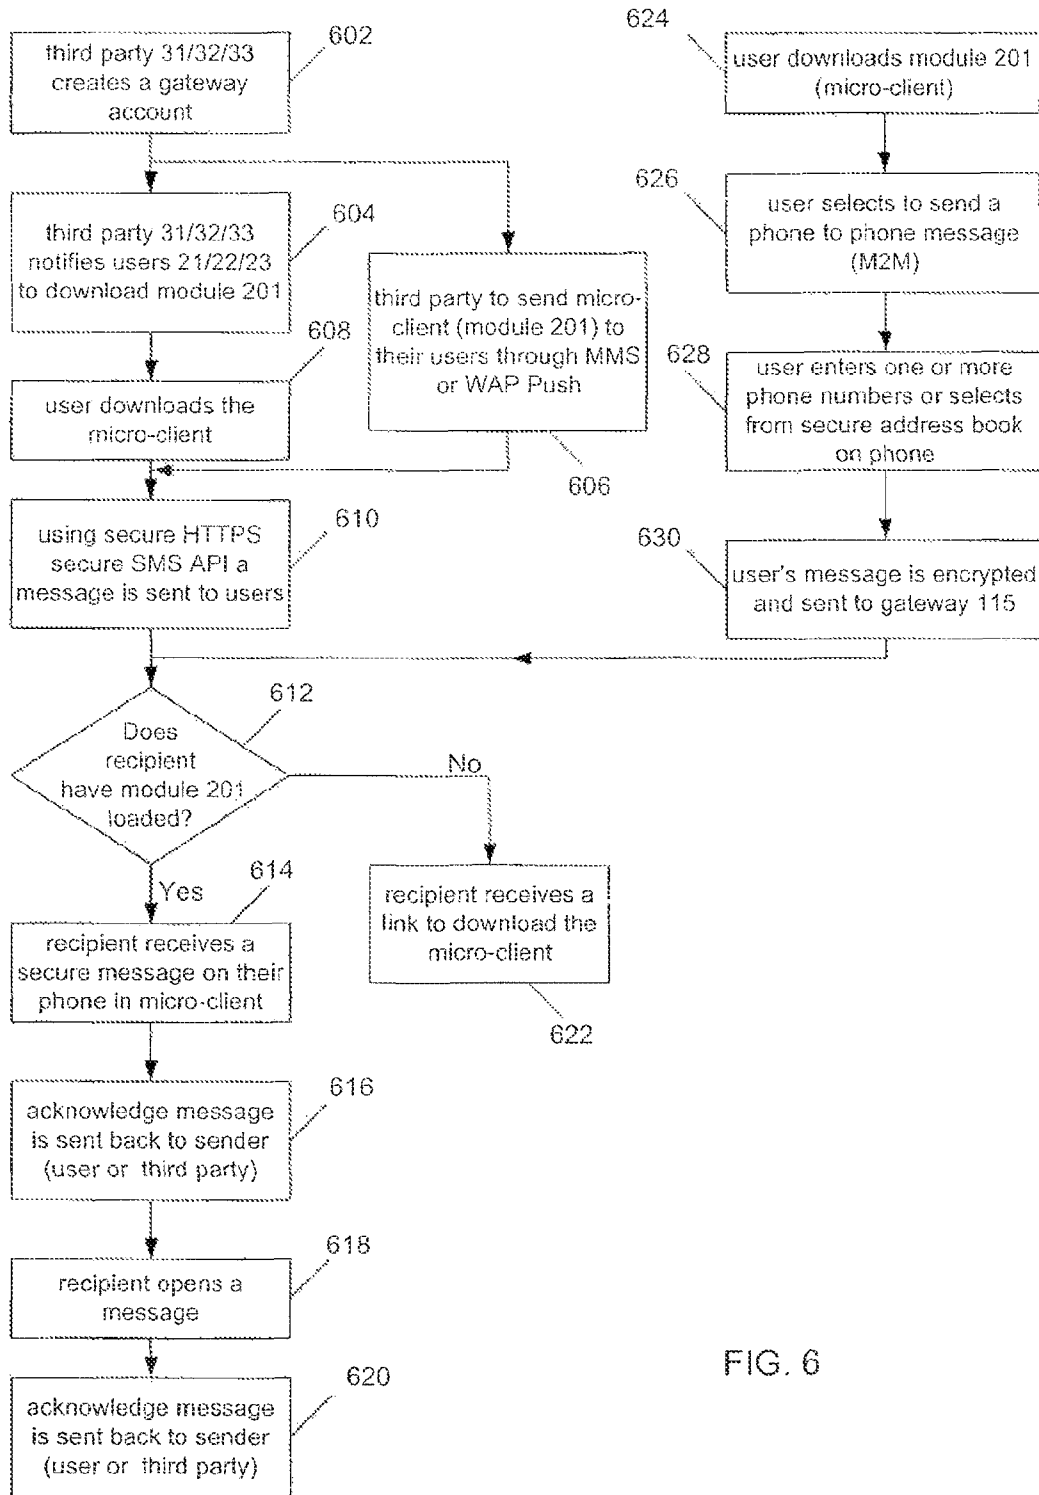 602
third party 31/32/33
creates a gateway
account
604
third party 31/32/33
notifies users 21/22/23
to download module 201
third party to send micro-
client (module 201) to
their users through MMS
or WAP Push
606
608
user downloads the
micro-client
610
using secure HTTPS
secure SMS API a
message is sent to users
624
user downloads module 201
(micro-client)
626
user selects to send a
phone to phone message
(M2M)
628
user enters one or more
phone numbers or selects
from secure address book
on phone
630
user's message is encrypted
and sent to gateway 115
612
Does
recipient
have module 201
loaded?
No
Yes
recipient receives a
link to download the
micro-client
622
614
recipient receives a
secure message on their
phone in micro-client
616
acknowledge message
is sent back to sender
(user or third party)
618
recipient opens a
message
620
acknowledge message
is sent back to sender
(user or third party)
FIG. 6